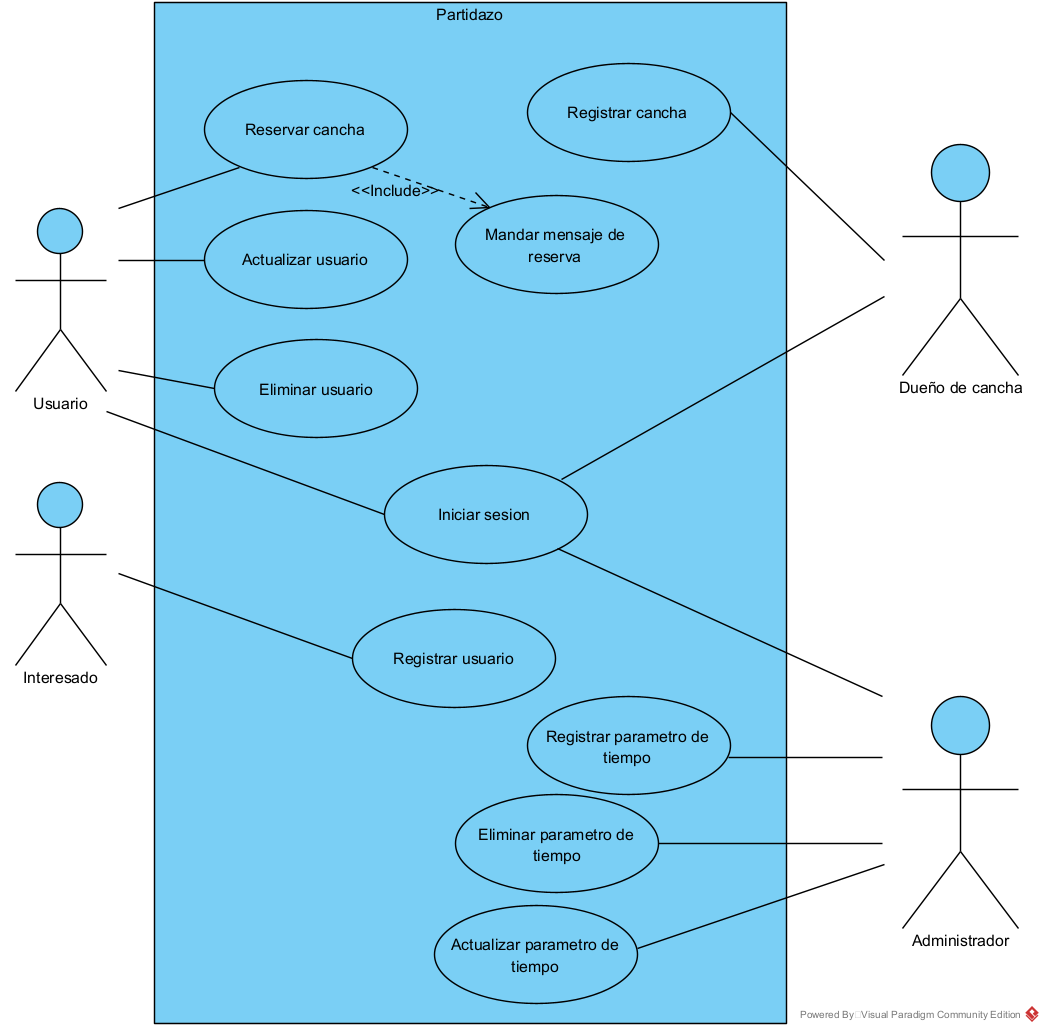 Partidazo
Reservar cancha
Registrar cancha
<<Include>>
Mandar mensaje de
reserva
Actualizar usuario
Eliminar usuario
Usuario
Dueño de cancha
Iniciar sesion
Interesado
Registrar usuario
Registrar parametro de
tiempo
Eliminar parametro de
tiempo
Actualizar parametro de
tiempo
Administrador
Powered By Visual Paradigm Community Edition